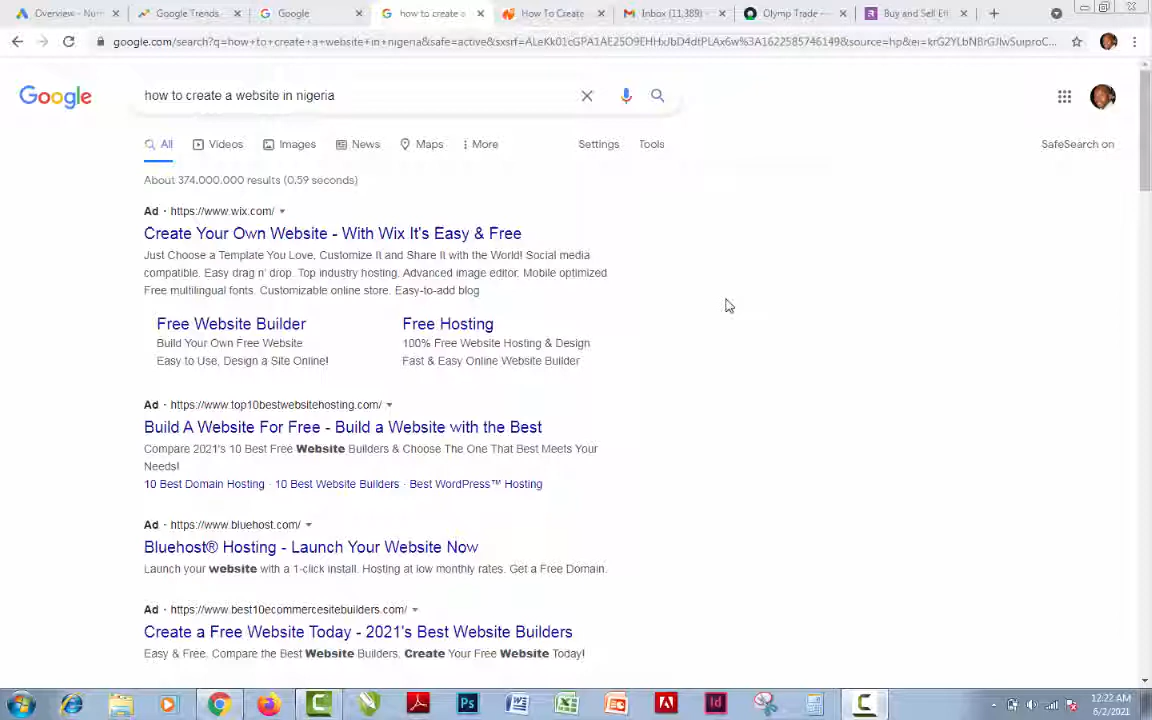 Overview - Num
Google Trends
Google
how to create a
How To Create
Inbox (11,389)
Olymp Trade
Buy and Sell Eff
google.com/search?q=how+to+create+a+website+in+nigeria&safe=active&sxsrf=
Google
how to create a website in nigeria
All
Videos
Images
News
Maps
More
Settings
Tools
SafeSearch on
About 374,000,000 results (0.59 seconds)
Ad · https://www.wix.com/
Create Your Own Website - With Wix It's Easy & Free
Just Choose a Template You Love, Customize It and Share It with the World! Social media
compatible. Easy drag n' drop. Top industry hosting. Advanced image editor. Mobile optimized
Free multilingual fonts. Customizable online store. Easy-to-add blog
Free Website Builder
Build Your Own Free Website
Easy to Use, Design a Site Online!
Free Hosting
100% Free Website Hosting & Design
Fast & Easy Online Website Builder
Ad · https://www.top10bestwebsitehosting.com/
Build A Website For Free - Build a Website with the Best
Compare 2021's 10 Best Free Website Builders & Choose The One That Best Meets Your
Needs!
10 Best Domain Hosting · 10 Best Website Builders · Best WordPress™ Hosting
Ad · https://www.bluehost.com/
Bluehost® Hosting - Launch Your Website Now
Launch your website with a 1-click install. Hosting at low monthly rates. Get a Free Domain.
Ad · https://www.best10ecommercesitebuilders.com/
Create a Free Website Today - 2021's Best Website Builders
Easy & Free. Compare the Best Website Builders. Create Your Free Website Today!
Ps
Id
12:22 AM
6/2/2021